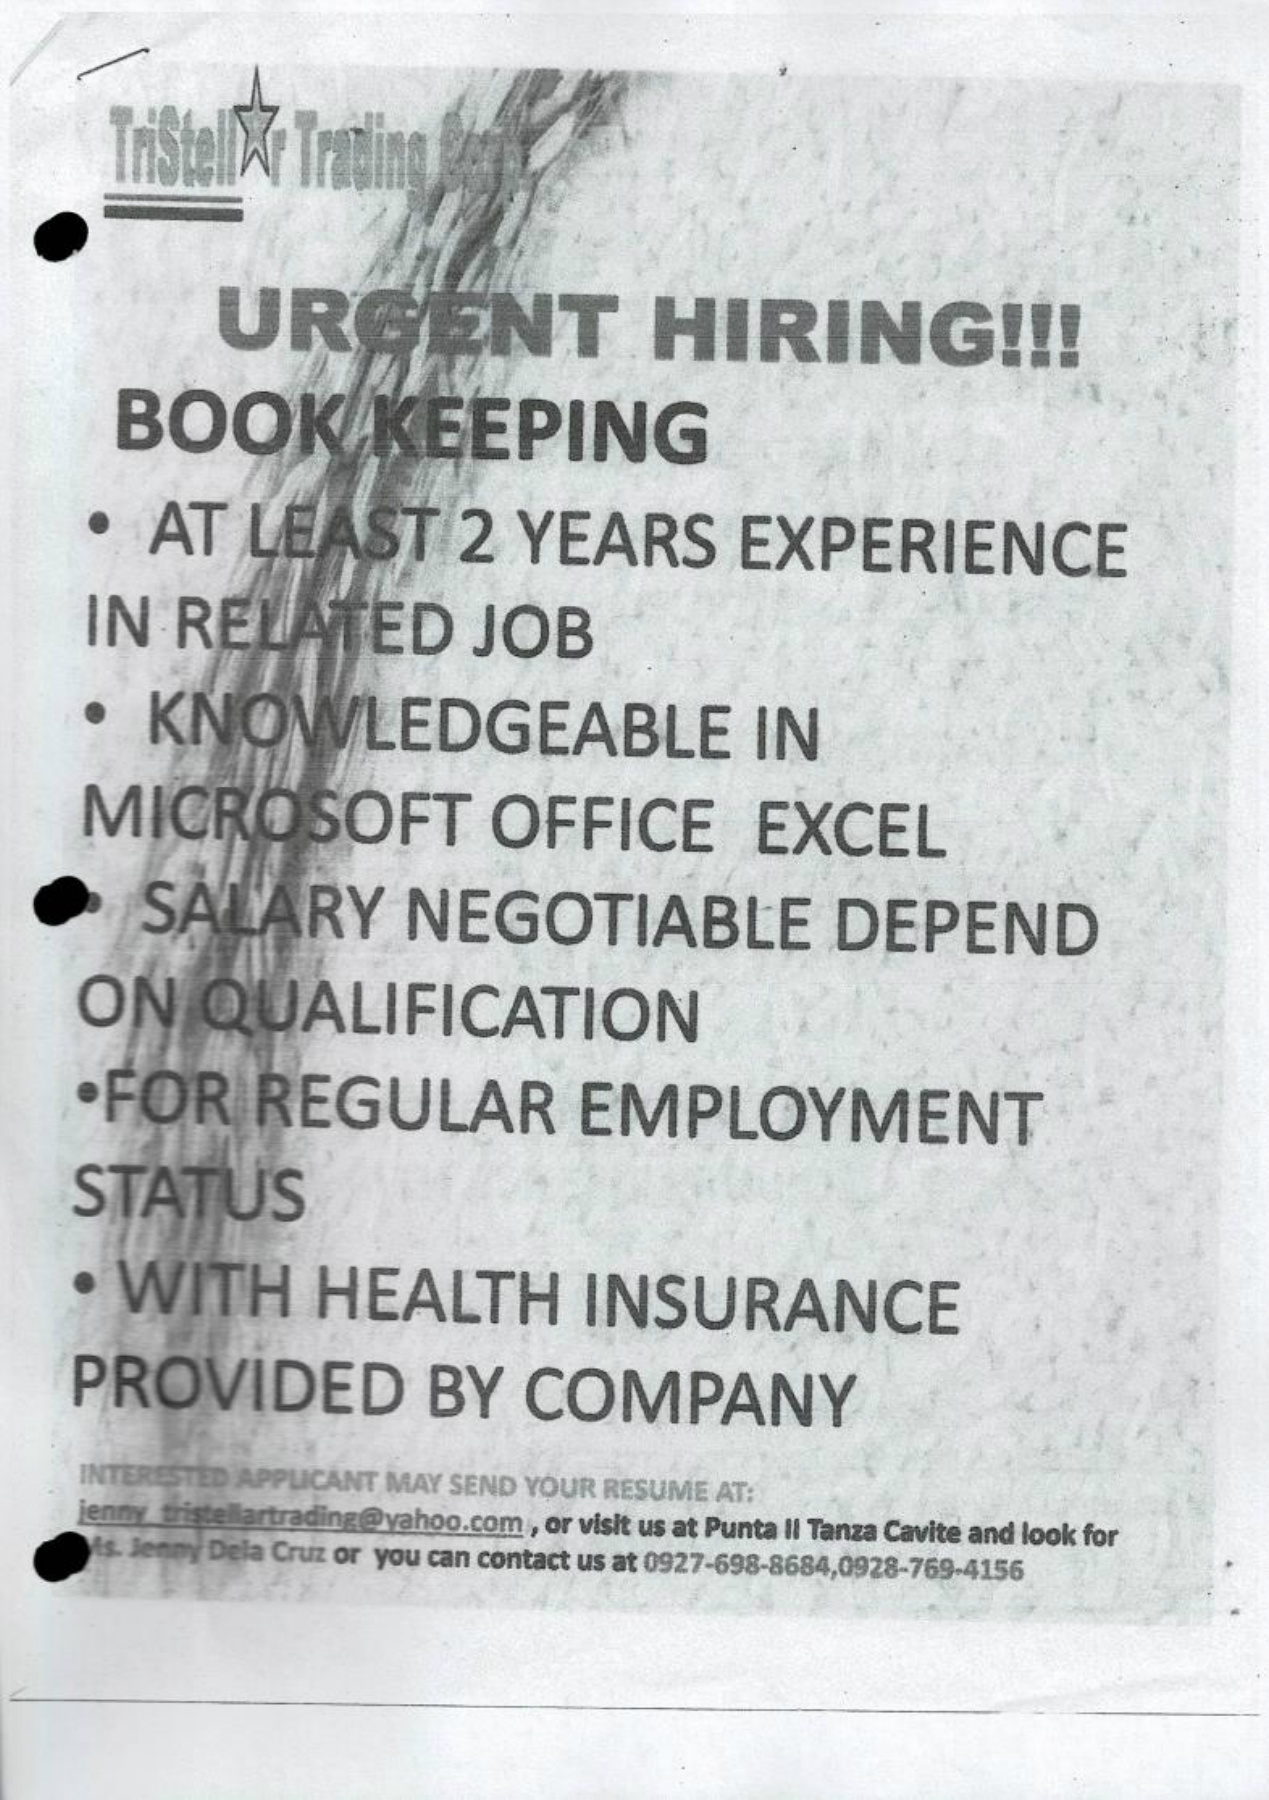 TriStell★r Trading Corp
URGENT HIRING!!!
BOOK KEEPING
• AT LEAST 2 YEARS EXPERIENCE
IN RELATED JOB
• KNOWLEDGEABLE IN
MICROSOFT OFFICE EXCEL
• SALARY NEGOTIABLE DEPEND
ON QUALIFICATION
•FOR REGULAR EMPLOYMENT
STATUS
• WITH HEALTH INSURANCE
PROVIDED BY COMPANY
INTERESTED APPLICANT MAY SEND YOUR RESUME AT:
jenny_tristellartrading@yahoo.com , or visit us at Punta II Tanza Cavite and look for
Ms. Jenny Dela Cruz or you can contact us at 0927-698-8684,0928-769-4156